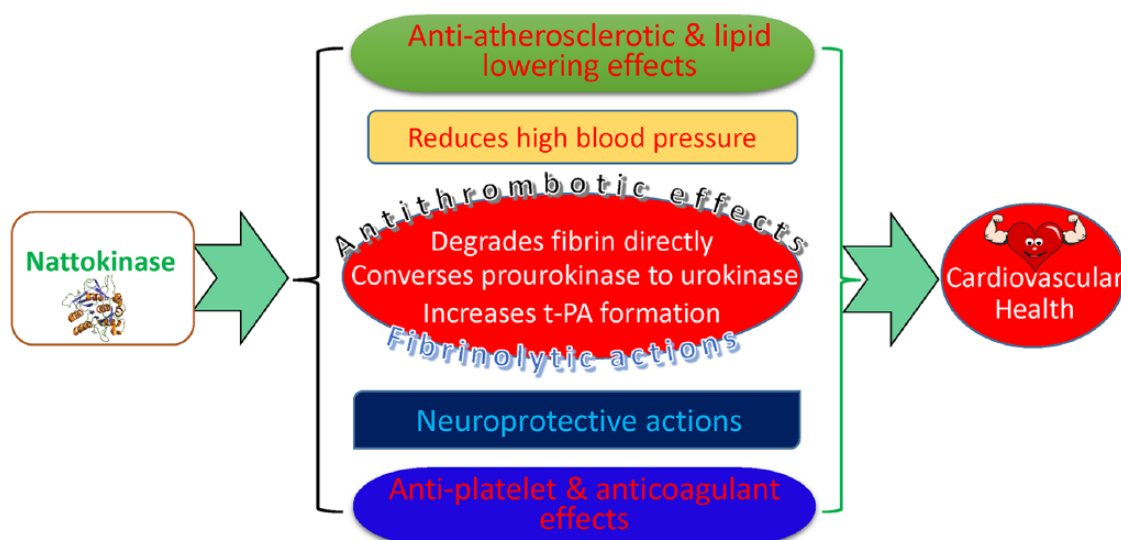 Anti-atherosclerotic & lipid
lowering effects
Reduces high blood pressure
Antithrombotic effects
Nattokinase
Degrades fibrin directly
Converses prourokinase to urokinase
Increases t-PA formation
Fibrinolytic actions
Cardiovascular
Health
Neuroprotective actions
Anti-platelet & anticoagulant
effects